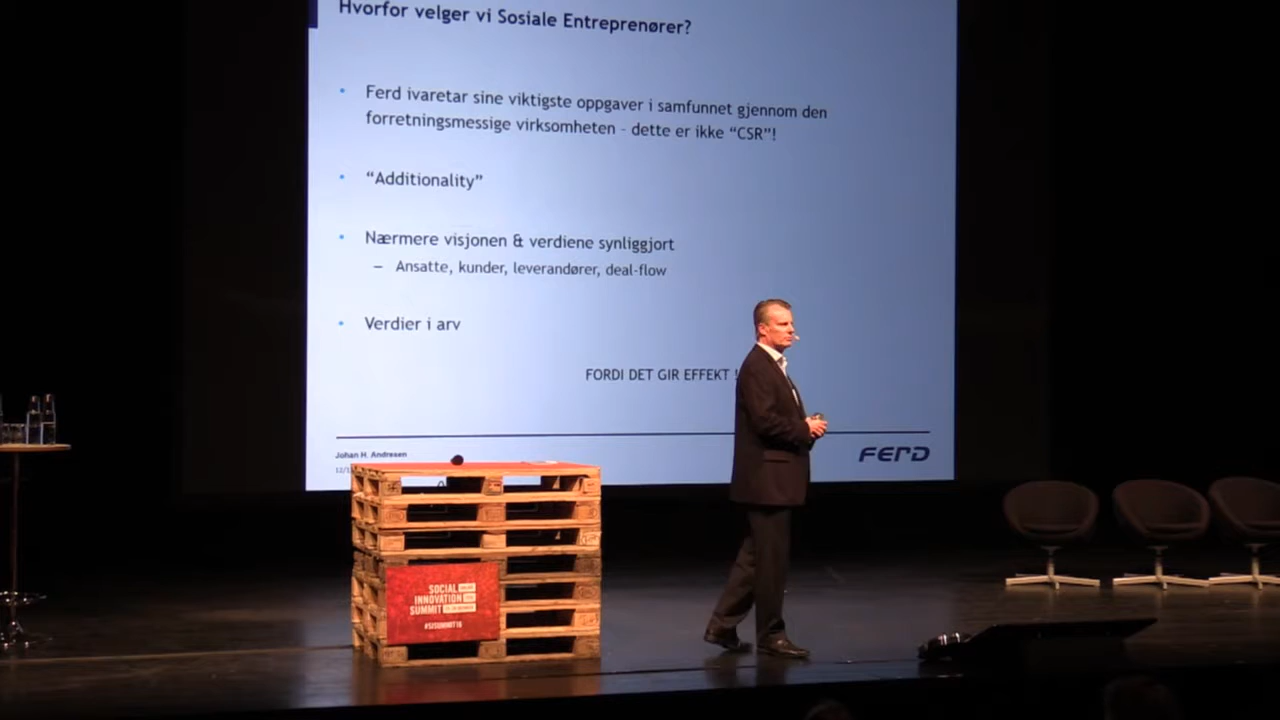 Hvorfor velger vi Sosiale Entreprenører?
• Ferd ivaretar sine viktigste oppgaver i samfunnet gjennom den
forretningsmessige virksomheten – dette er ikke “CSR”!
• “Additionality”
• Nærmere visjonen & verdiene synliggjort
– Ansatte, kunder, leverandører, deal-flow
• Verdier i arv
FORDI DET GIR EFFEKT !
Johan H. Andresen
FERD
SOCIAL
INNOVATION
SUMMIT
#SISUMMIT18